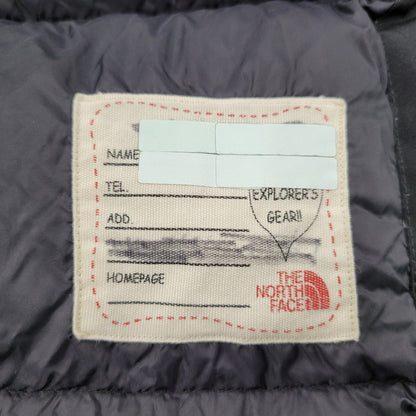 NAME
TEL.
EXPLORER'S
GEAR!!
ADD.
HOMEPAGE
THE
NORTH
FACE